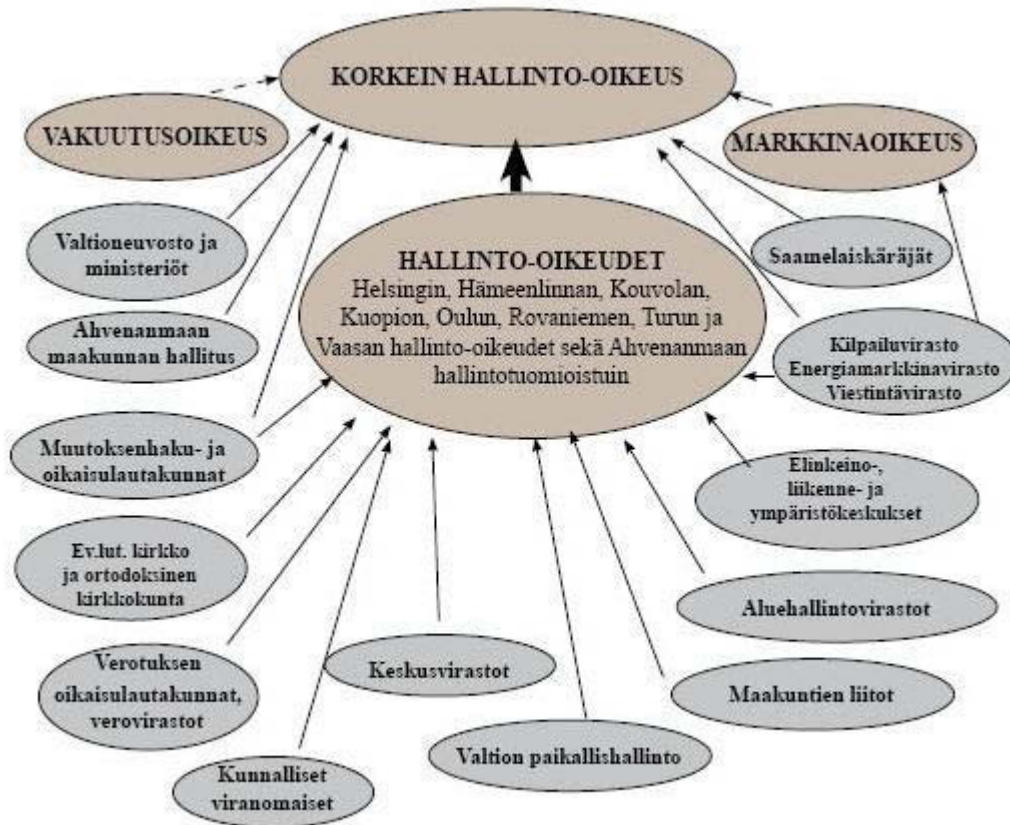 KORKEIN HALLINTO-OIKEUS
VAKUUTUSOIKEUS
MARKKINAOIKEUS
Valtioneuvosto ja
ministeriöt
HALLINTO-OIKEUDET
Helsingin, Hämeenlinnan, Kouvolan,
Kuopion, Oulun, Rovaniemen, Turun ja
Vaasan hallinto-oikeudet sekä Ahvenanmaan
hallintotuomioistuin
Saamelaiskäräjät
Ahvenanmaan
maakunnan hallitus
Kilpailuvirasto
Energiamarkkinavirasto
Viestintävirasto
Muutoksenhaku- ja
oikaisulautakunnat
Elinkeino-,
liikenne- ja
ympäristökeskukset
Ev.lut. kirkko
ja ortodoksinen
kirkkokunta
Aluehallintovirastot
Verotuksen
oikaisulautakunnat,
verovirastot
Keskusvirastot
Maakuntien liitot
Valtion paikallishallinto
Kunnalliset
viranomaiset